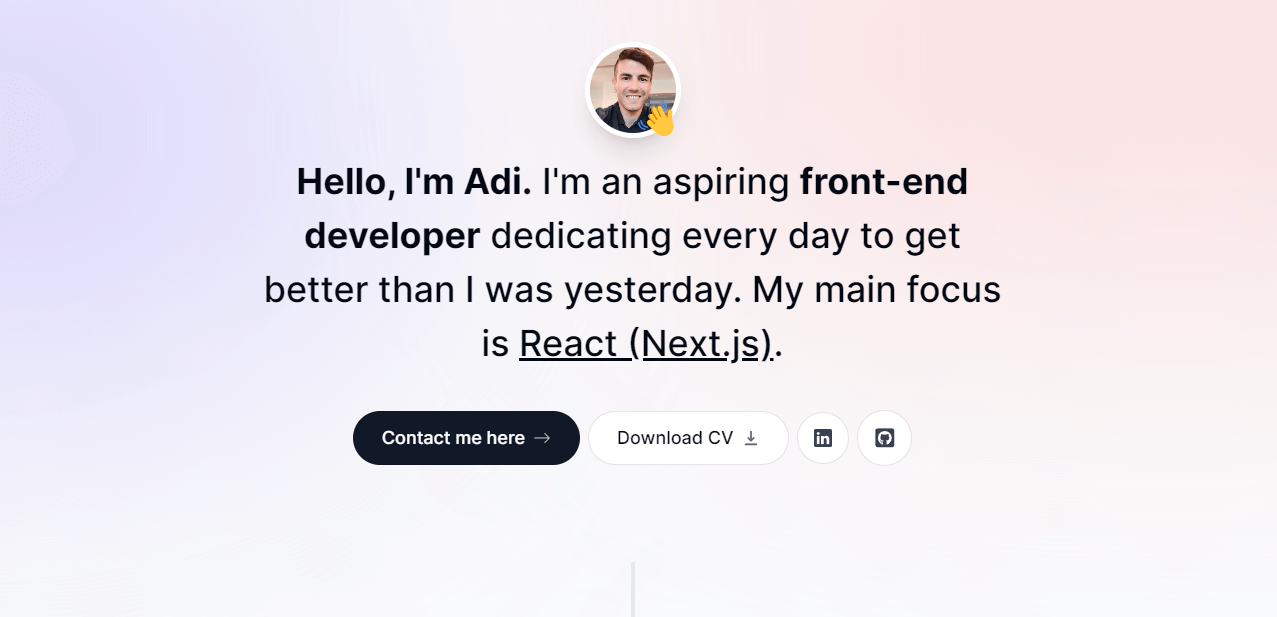 Hello, I'm Adi. I'm an aspiring front-end
developer dedicating every day to get
better than I was yesterday. My main focus
is React (Next.js).
Contact me here
Download CV
in